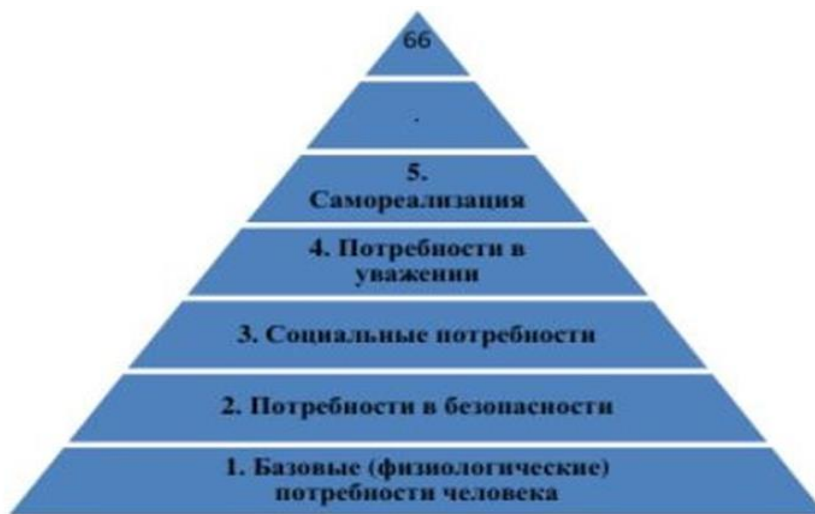 66
.
5.
Самореализация
4. Потребности в
уважении
3. Социальные потребности
2. Потребности в безопасности
1. Базовые (физиологические)
потребности человека